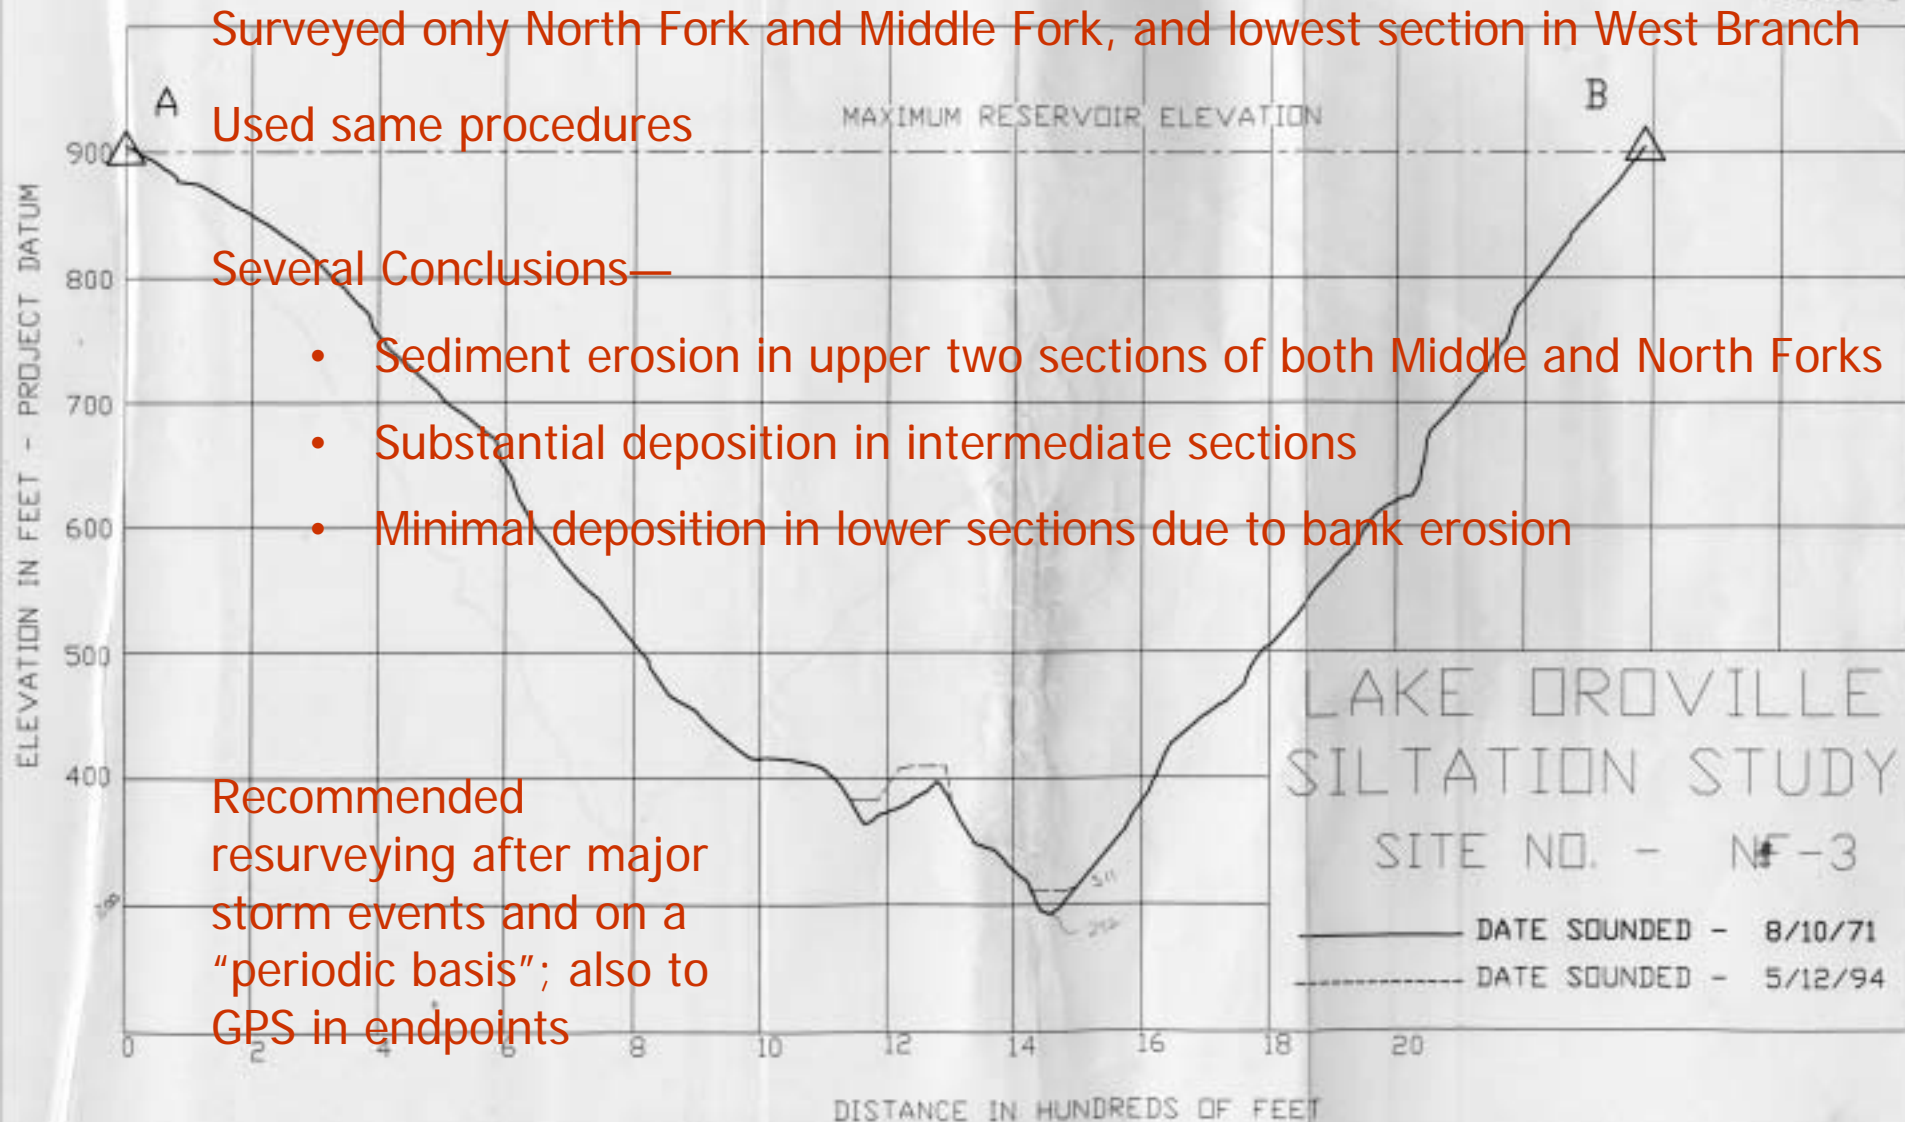 Surveyed only North Fork and Middle Fork, and lowest section in West Branch
A
B
Used same procedures
MAXIMUM RESERVOIR ELEVATION
900
Several Conclusions—
800
• Sediment erosion in upper two sections of both Middle and North Forks
700
• Substantial deposition in intermediate sections
• Minimal deposition in lower sections due to bank erosion
600
500
400
ELEVATION IN FEET - PROJECT DATUM
Recommended
resurveying after major
storm events and on a
"periodic basis"; also to
GPS in endpoints
311
292
LAKE OROVILLE
SILTATION STUDY
SITE NO. - NF-3
DATE SOUNDED - 8/10/71
DATE SOUNDED - 5/12/94
0 2 4 6 8 10 12 14 16 18 20
DISTANCE IN HUNDREDS OF FEET